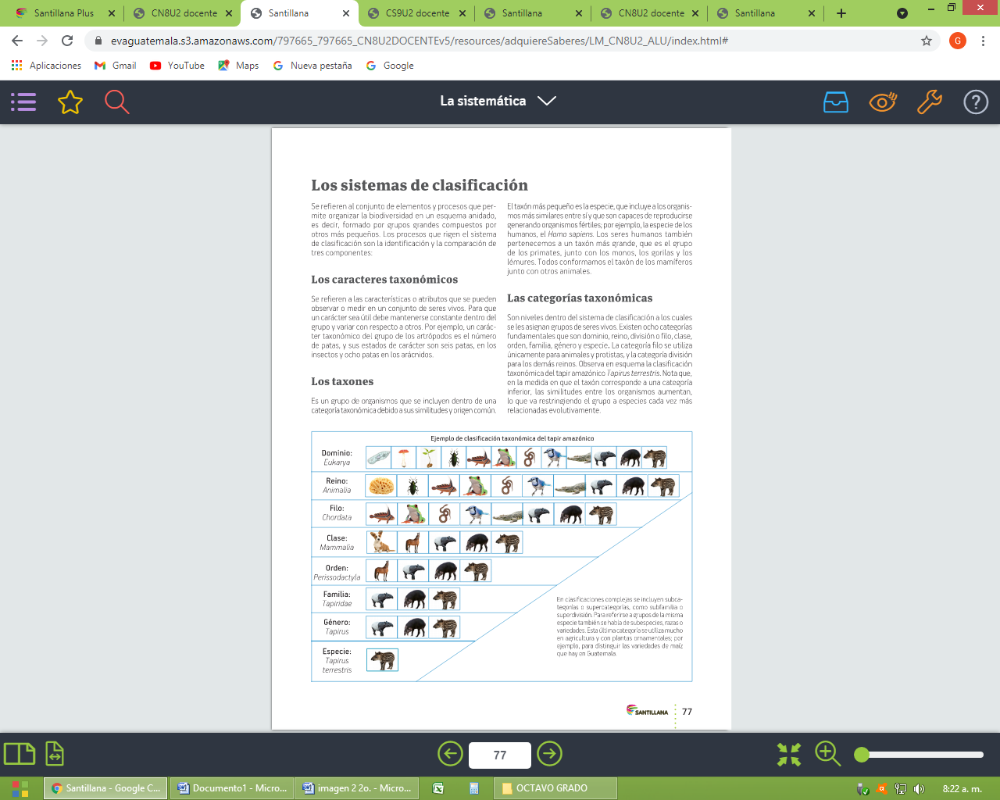 Santillana Plus
CN8U2 docente
Santillana
CS9U2 docente
Santillana
CN8U2 docente
Santillana
evaguatemala.s3.amazonaws.com/797665_797665_CN8U2DOCENTEv5/resources/adquiereSaberes/LM_CN8U2_ALU/index.html#
G
Aplicaciones
Gmail
YouTube
Maps
Nueva pestaña
Google
La sistemática
Los sistemas de clasificación
Se refieren al conjunto de elementos y procesos que per-
mite organizar la biodiversidad en un esquema anidado,
es decir, formado por grupos grandes compuestos por
otros más pequeños. Los procesos que rigen el sistema
de clasificación son la identificación y la comparación de
tres componentes:
Los caracteres taxonómicos
Se refieren a las características o atributos que se pueden
observar o medir en un conjunto de seres vivos. Para que
un carácter sea útil debe mantenerse constante dentro del
grupo y variar con respecto a otros. Por ejemplo, un carác-
ter taxonómico del grupo de los artrópodos es el número
de patas, y sus estados de carácter son seis patas, en los
insectos y ocho patas en los arácnidos.
Los taxones
Es un grupo de organismos que se incluyen dentro de una
categoría taxonómica debido a sus similitudes y origen común.
El taxón más pequeño es la especie, que incluye a los organis-
mos más similares entre sí y que son capaces de reproducirse
generando organismos fértiles; por ejemplo, la especie de los
humanos, el Homo sapiens. Los seres humanos también
pertenecemos a un taxón más grande, que es el grupo
de los primates, junto con los monos, los gorilas y los
lémures. Todos conformamos el taxón de los mamíferos
junto con otros animales.
Las categorías taxonómicas
Son niveles dentro del sistema de clasificación a los cuales
se les asignan grupos de seres vivos. Existen ocho categorías
fundamentales que son dominio, reino, división o filo, clase,
orden, familia, género y especie. La categoría filo se utiliza
únicamente para animales y protistas, y la categoría división
para los demás reinos. Observa en esquema la clasificación
taxonómica del tapir amazónico Tapirus terrestris. Nota que,
en la medida en que el taxón corresponde a una categoría
inferior, las similitudes entre los organismos aumentan,
lo que va restringiendo el grupo a especies cada vez más
relacionadas evolutivamente.
Ejemplo de clasificación taxonómica del tapir amazónico
Dominio:
Eukarya
Reino:
Animalia
Filo:
Chordata
Clase:
Mammalia
Orden:
Perissodactyla
Familia:
Tapiridae
Género:
Tapirus
Especie:
Tapirus
terrestris
En clasificaciones complejas se incluyen subca-
tegorías o supercategorías, como subfamilia o
superdivisión. Para referirse a grupos de la misma
especie también se habla de subespecies, razas o
variedades. Esta última categoría se utiliza mucho
en agricultura y con plantas ornamentales; por
ejemplo, para distinguir las variedades de maíz
que hay en Guatemala.
SANTILLANA
77
77
Santillana - Google C...
Documento1 - Micro...
imagen 2 2o. - Micro...
OCTAVO GRADO
8:22 a. m.